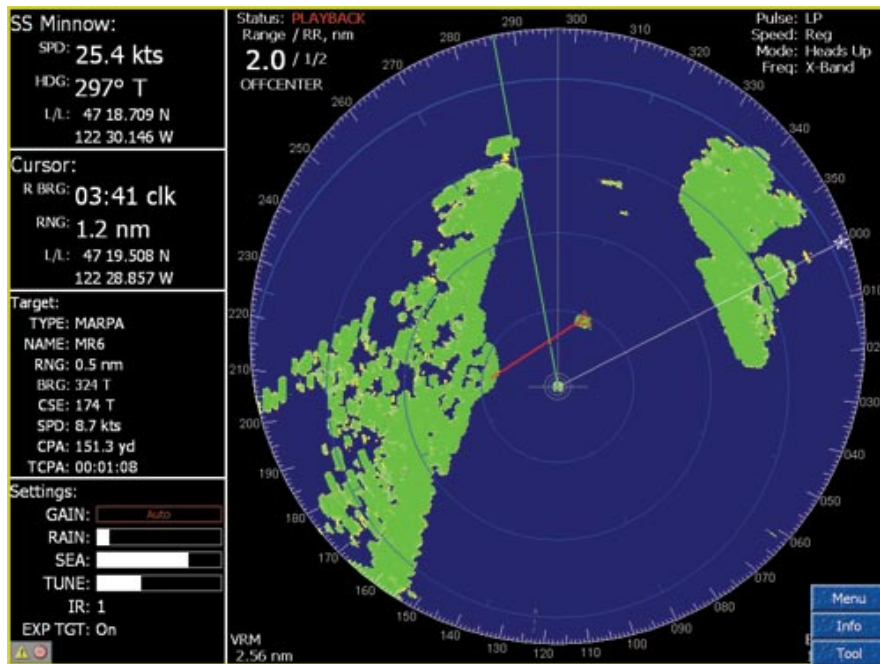 SS Minnow:
SPD: 25.4 kts
HDG: 297° T
L/L: 47 18.709 N
122 30.146 W
Cursor:
R BRG: 03:41 clk
RNG: 1.2 nm
L/L: 47 19.508 N
122 28.857 W
Target:
TYPE: MARPA
NAME: MR6
RNG: 0.5 nm
BRG: 324 T
CSE: 174 T
SPD: 8.7 kts
CPA: 151.3 yd
TCPA: 00:01:08
Settings:
GAIN: Auto
RAIN:
SEA:
TUNE:
IR: 1
EXP TGT: On
Status: PLAYBACK
Range / RR, nm
2.0 / 1/2
OFFCENTER
Pulse: LP
Speed: Reg
Mode: Heads Up
Freq: X-Band
290
300
310
320
330
340
350
000
010
020
030
040
050
060
070
080
090
100
110
120
130
140
150
160
170
180
190
200
210
220
230
240
250
260
270
280
VRM
2.56 nm
Menu
Info
Tool